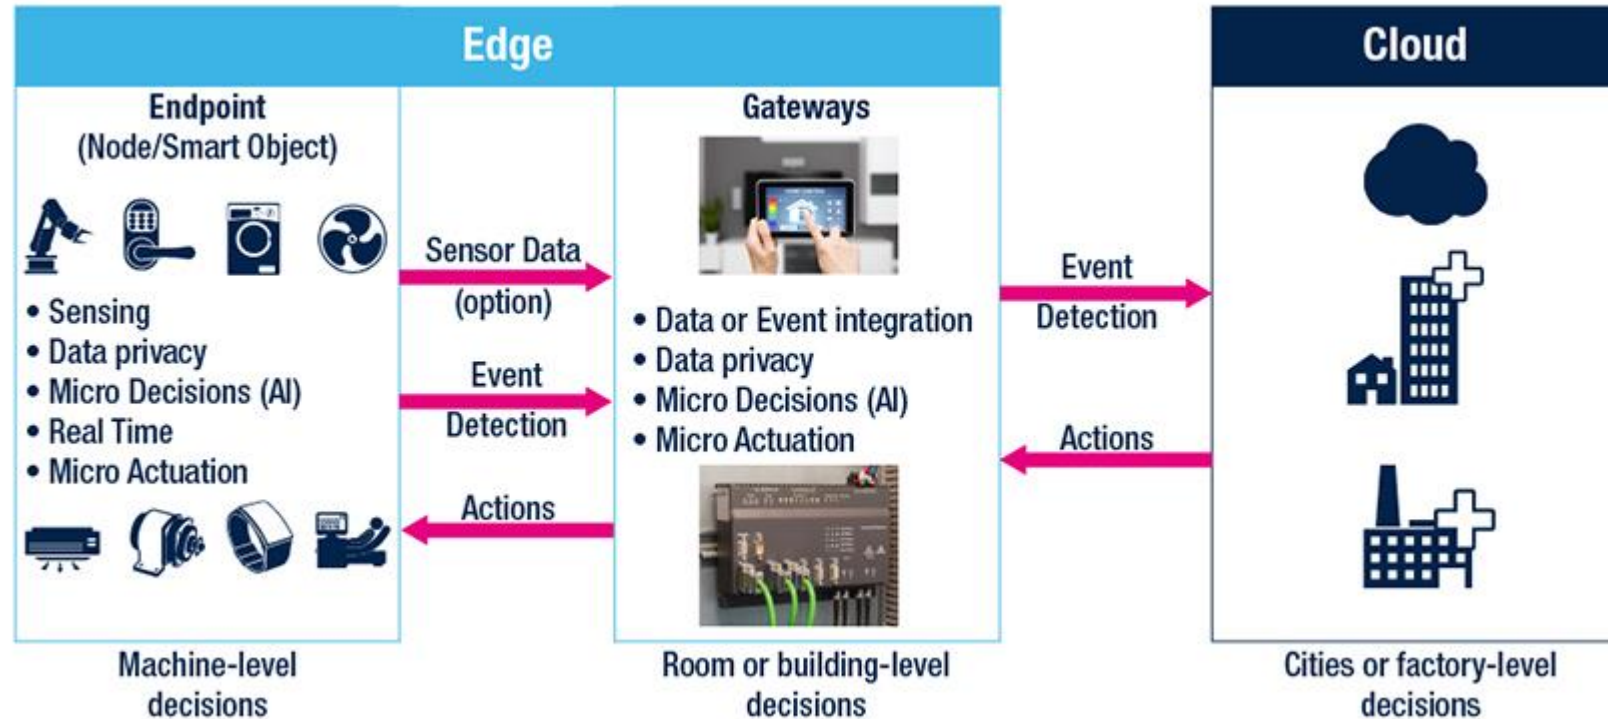 Edge
Cloud
Endpoint
(Node/Smart Object)
• Sensing
• Data privacy
• Micro Decisions (AI)
• Real Time
• Micro Actuation
Machine-level
decisions
Sensor Data
(option)
Event
Detection
Actions
Gateways
• Data or Event integration
• Data privacy
• Micro Decisions (AI)
• Micro Actuation
Room or building-level
decisions
Event
Detection
Actions
Cities or factory-level
decisions